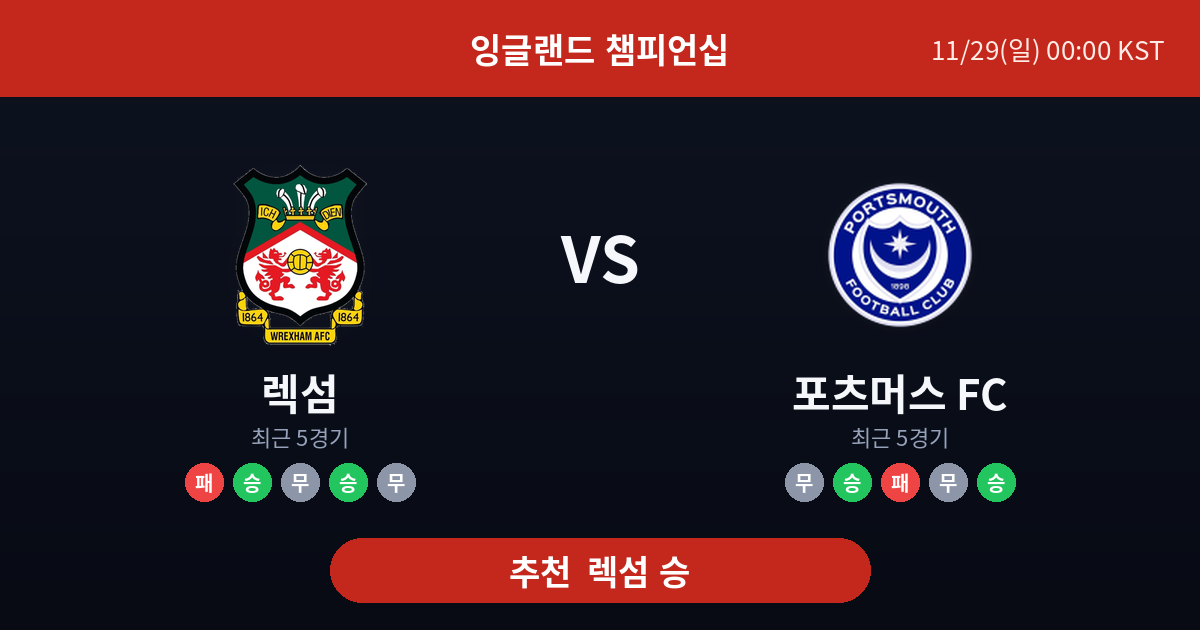 잉글랜드 챔피언십
11/29(일) 00:00 KST
ICH DIEN
1864 1864
WREXHAM AFC
VS
PORTSMOUTH
1898
FOOTBALL CLUB
렉섬
포츠머스 FC
최근 5경기
최근 5경기
패 승 무 승 무
무 승 패 무 승
추천 렉섬 승